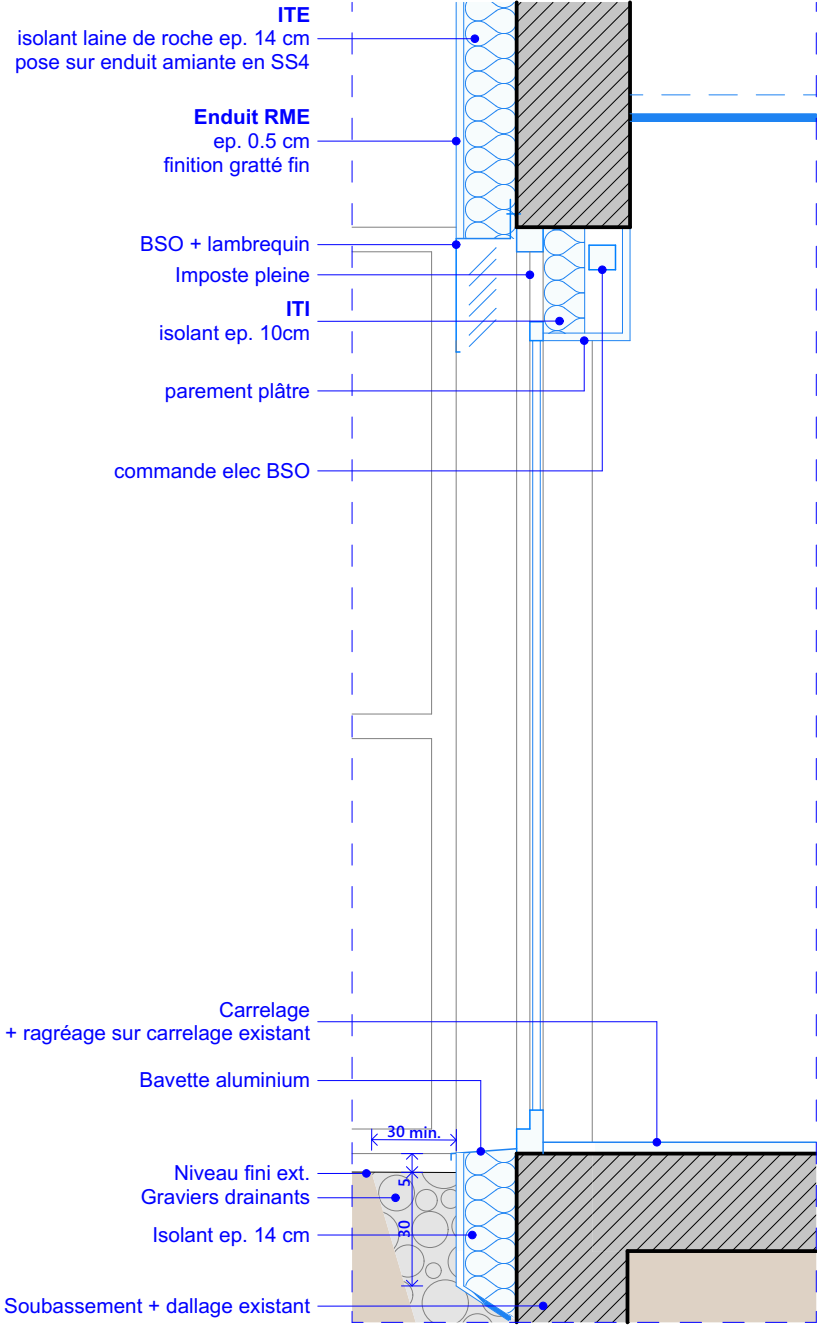 ITE
isolant laine de roche ep. 14 cm
pose sur enduit amiante en SS4
Enduit RME
ep. 0.5 cm
finition gratté fin
BSO + lambrequin
Imposte pleine
ITI
isolant ep. 10cm
parement plâtre
commande elec BSO
Carrelage
+ ragréage sur carrelage existant
Bavette aluminium
30 min.
Niveau fini ext.
5
Graviers drainants
30
Isolant ep. 14 cm
Soubassement + dallage existant